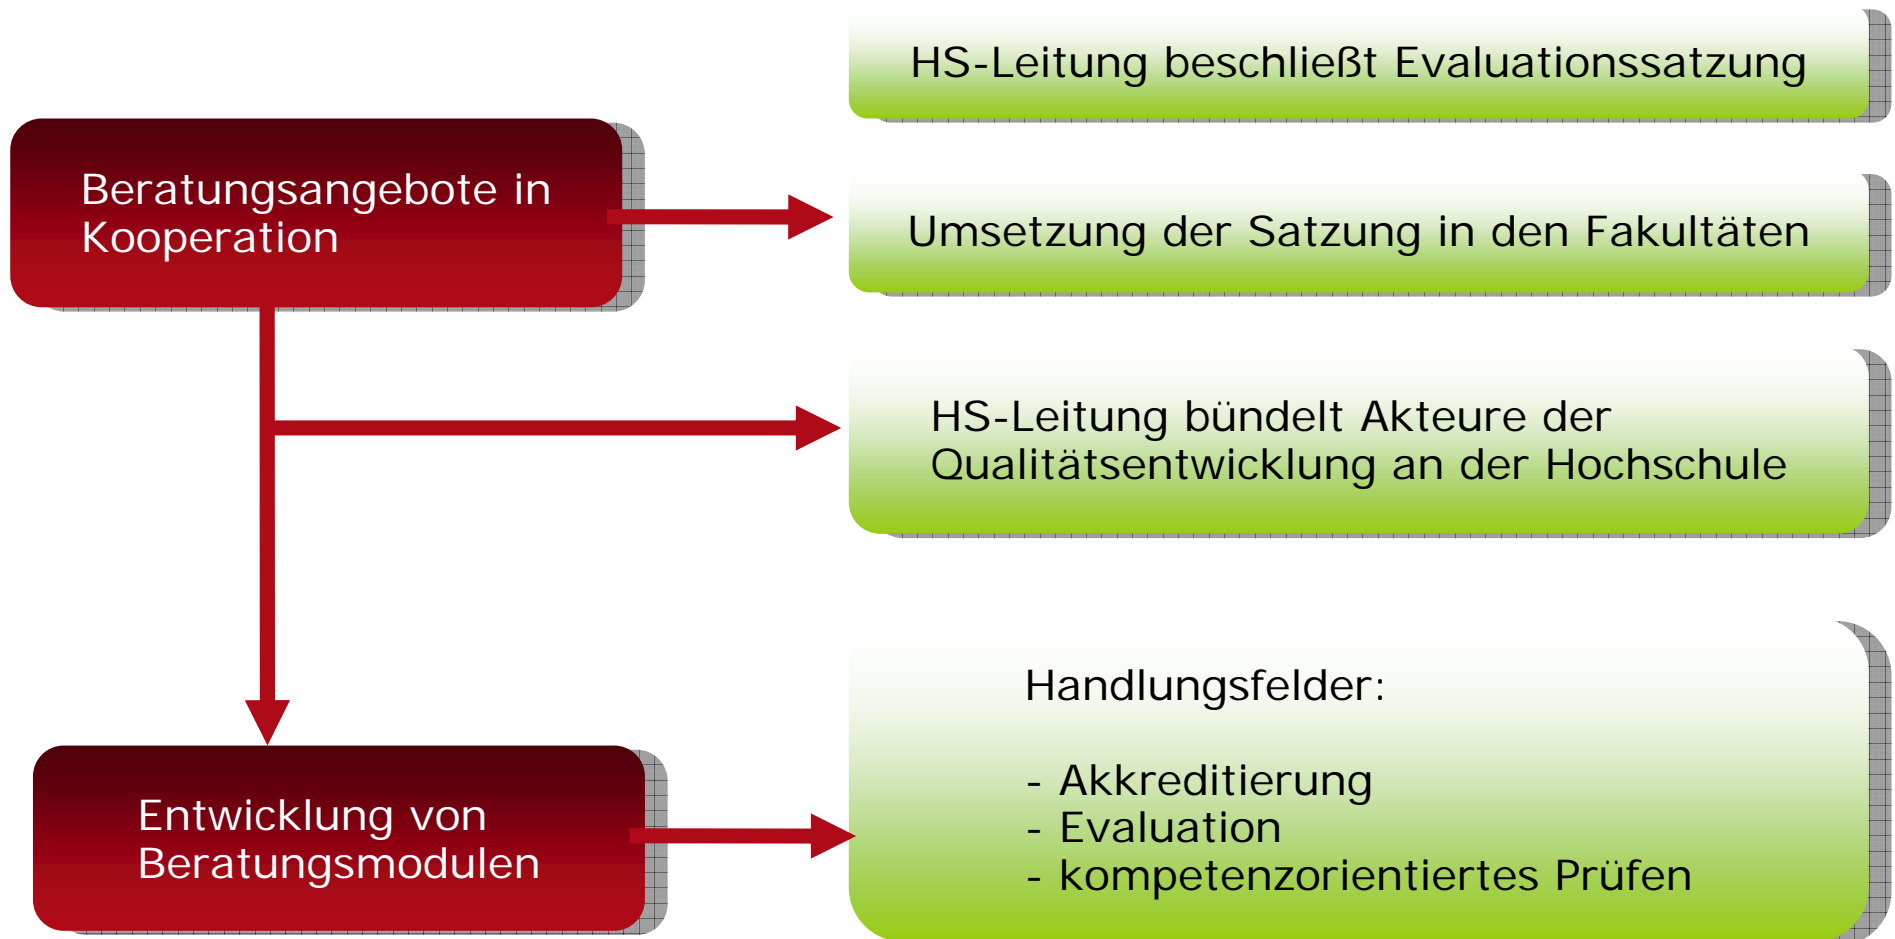 HS-Leitung beschließt Evaluationssatzung
Beratungsangebote in
Kooperation
Umsetzung der Satzung in den Fakultäten
HS-Leitung bündelt Akteure der
Qualitätsentwicklung an der Hochschule
Entwicklung von
Beratungsmodulen
Handlungsfelder:
- Akkreditierung
- Evaluation
- kompetenzorientiertes Prüfen